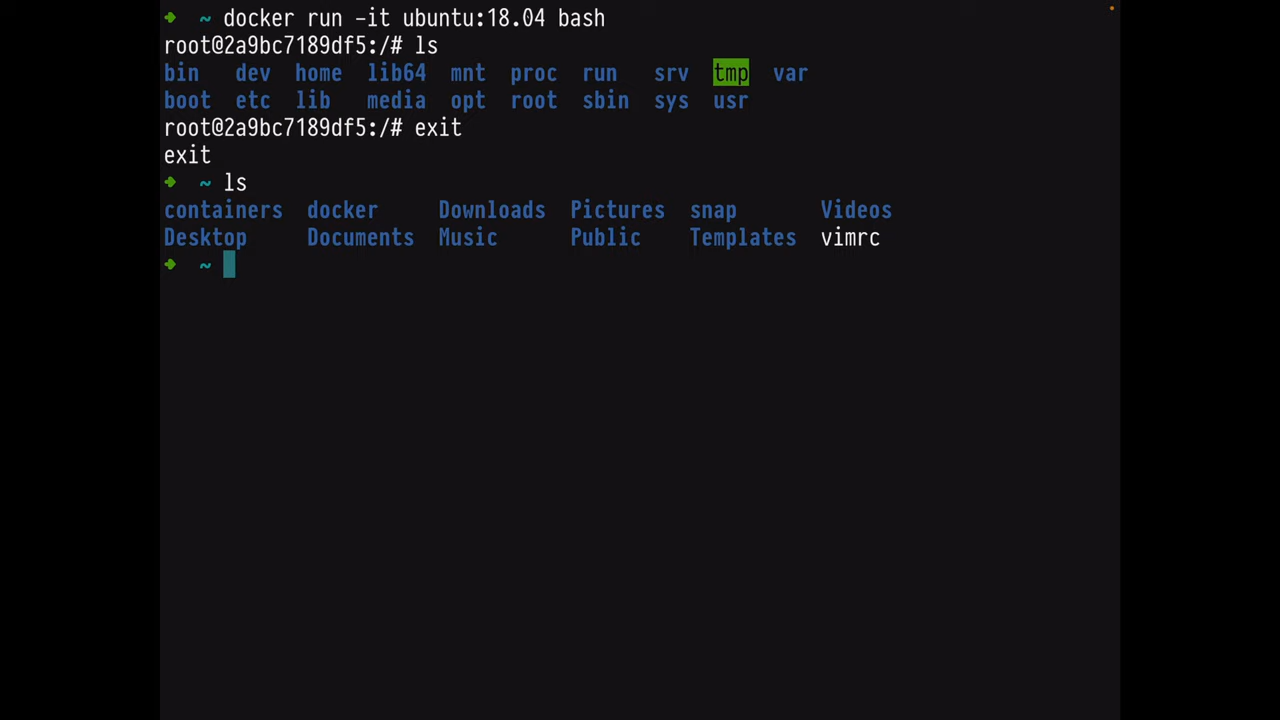 ➜ ~ docker run -it ubuntu:18.04 bash
root@2a9bc7189df5:/# ls
bin dev home lib64 mnt proc run srv tmp var
boot etc lib media opt root sbin sys usr
root@2a9bc7189df5:/# exit
exit
➜ ~ ls
containers docker Downloads Pictures snap Videos
Desktop Documents Music Public Templates vimrc
➜ ~